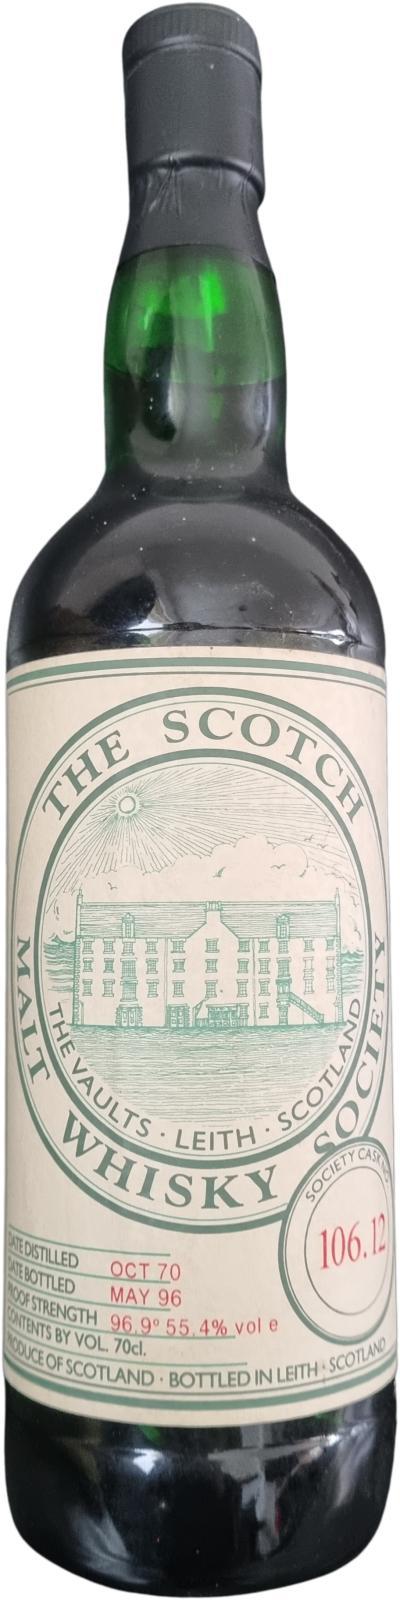 THE SCOTCH
MALT WHISKY SOCIETY
THE VAULTS · LEITH · SCOTLAND
SOCIETY CASK NO
106.12
DATE DISTILLED OCT 70
DATE BOTTLED MAY 96
PROOF STRENGTH 96.9° 55.4% vol e
CONTENTS BY VOL. 70cl.
PRODUCE OF SCOTLAND · BOTTLED IN LEITH · SCOTLAND